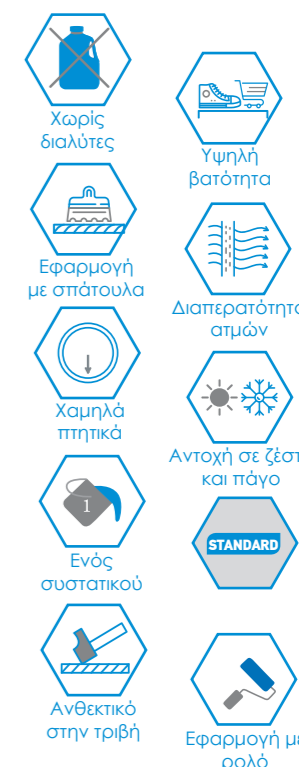 Χωρίς
διαλύτες
Υψηλή
βατότητα
Εφαρμογή
με σπάτουλα
Διαπερατότητα
ατμών
Χαμηλά
πτητικά
Αντοχή σε ζέστ
και πάγο
1
Ενός
συστατικού
STANDARD
Ανθεκτικό
στην τριβή
Εφαρμογή με
ρολό